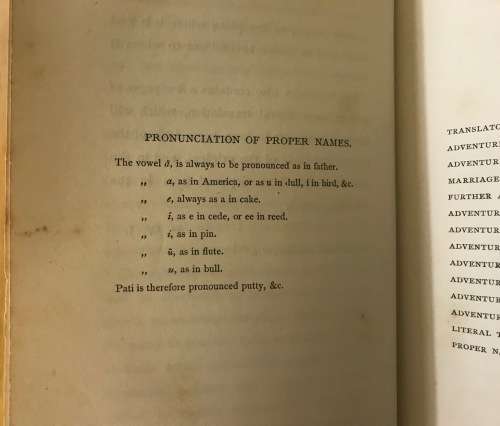 PRONUNCIATION OF PROPER NAMES.
The vowel á, is always to be pronounced as in father.
„ a, as in America, or as u in dull, i in bird, &c.
„ e, always as a in cake.
„ í, as e in cede, or ee in reed.
„ i, as in pin.
„ ú, as in flute.
„ u, as in bull.
Pati is therefore pronounced putty, &c.
TRANSLATO
ADVENTUR
ADVENTUR
MARRIAGE
FURTHER A
ADVENTUR
ADVENTUR
ADVENTUR
ADVENTUR
ADVENTUR
ADVENTUR
ADVENTUR
LITERAL T
PROPER N